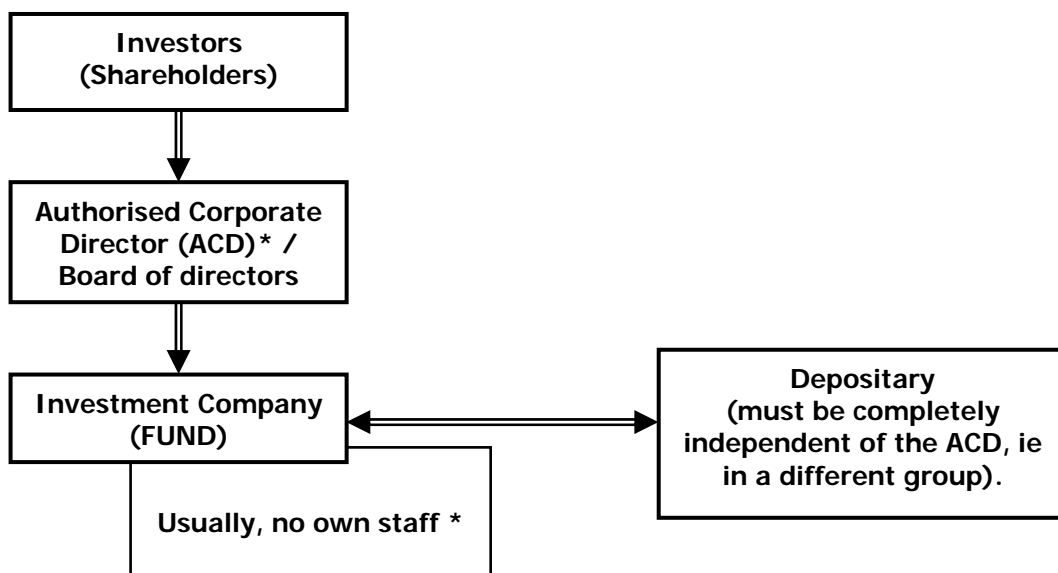 Investors
(Shareholders)
Authorised Corporate
Director (ACD)* /
Board of directors
Investment Company
(FUND)
Depositary
(must be completely
independent of the ACD, ie
in a different group).
Usually, no own staff *